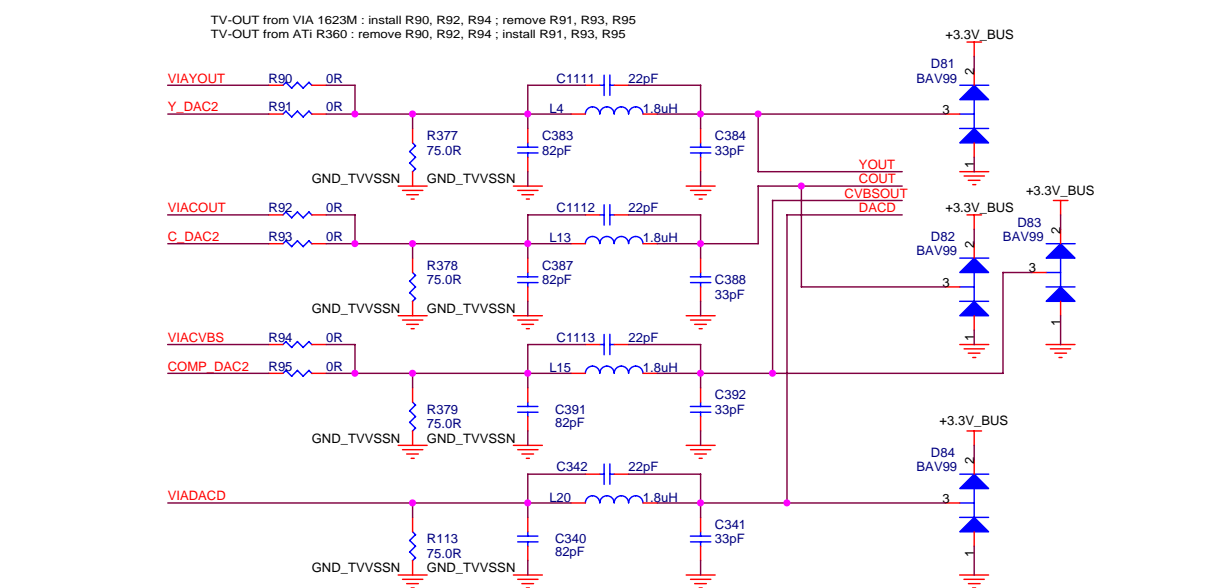 TV-OUT from VIA 1623M : install R90, R92, R94 ; remove R91, R93, R95
TV-OUT from ATi R360 : remove R90, R92, R94 ; install R91, R93, R95
+3.3V_BUS
D81
BAV99
2
3
1
VIAYOUT R90 0R
C1111 22pF
Y_DAC2 R91 0R
L4 1.8uH
R377
75.0R
C383
82pF
C384
33pF
GND_TVVSSN GND_TVVSSN
YOUT
COUT
CVBSOUT
DACD
+3.3V_BUS
D83
BAV99
2
3
1
+3.3V_BUS
D82
BAV99
2
3
1
VIACOUT R92 0R
C1112 22pF
C_DAC2 R93 0R
L13 1.8uH
R378
75.0R
C387
82pF
C388
33pF
GND_TVVSSN GND_TVVSSN
VIACVBS R94 0R
C1113 22pF
COMP_DAC2 R95 0R
L15 1.8uH
R379
75.0R
C391
82pF
C392
33pF
GND_TVVSSN GND_TVVSSN
+3.3V_BUS
D84
BAV99
2
3
1
C342 22pF
VIADACD
L20 1.8uH
R113
75.0R
C340
82pF
C341
33pF
GND_TVVSSN GND_TVVSSN